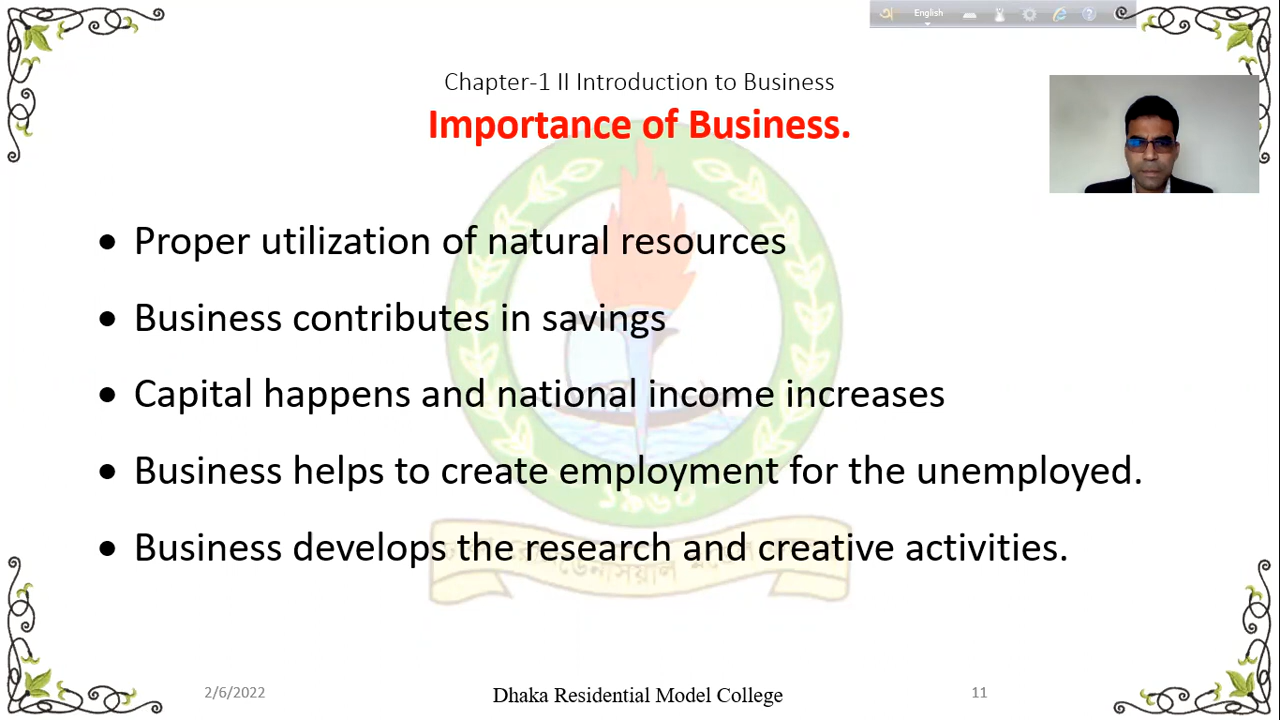 English
Chapter-1 II Introduction to Business
Importance of Business.
• Proper utilization of natural resources
• Business contributes in savings
• Capital happens and national income increases
• Business helps to create employment for the unemployed.
• Business develops the research and creative activities.
১৯৬০
2/6/2022
Dhaka Residential Model College
11